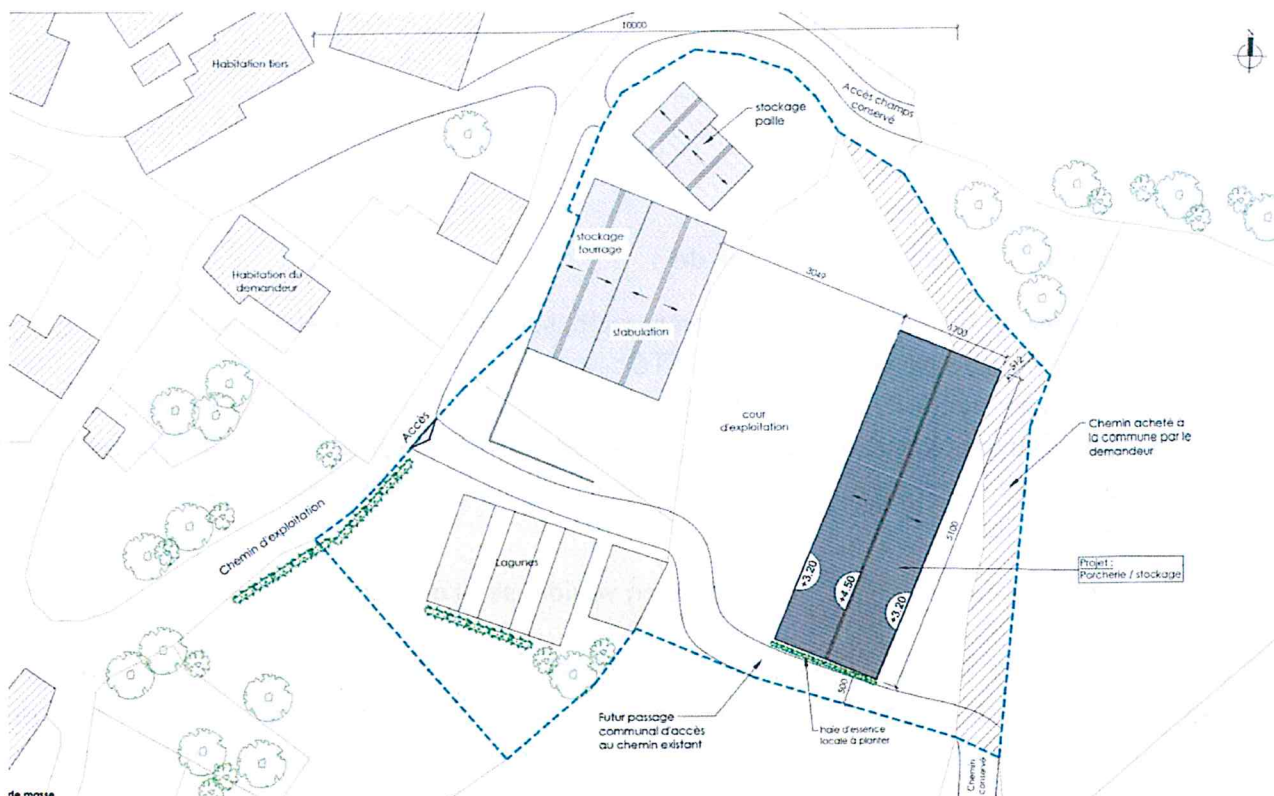 10000
Habitation tiers
Accès champs
conservé
stockage
paille
stockage
fourrage
stabulation
Habitation du
demandeur
3049
1700
512
cour
d'exploitation
Chemin acheté a
la commune par le
demandeur
Accès
Chemin d'exploitation
Lagunes
5100
Projet :
Porcherie / stockage
+3,20
+4,50
+3,20
500
Futur passage
communal d'accès
au chemin existant
haie d'essence
locale à planter
Chemin
conservé
de masse